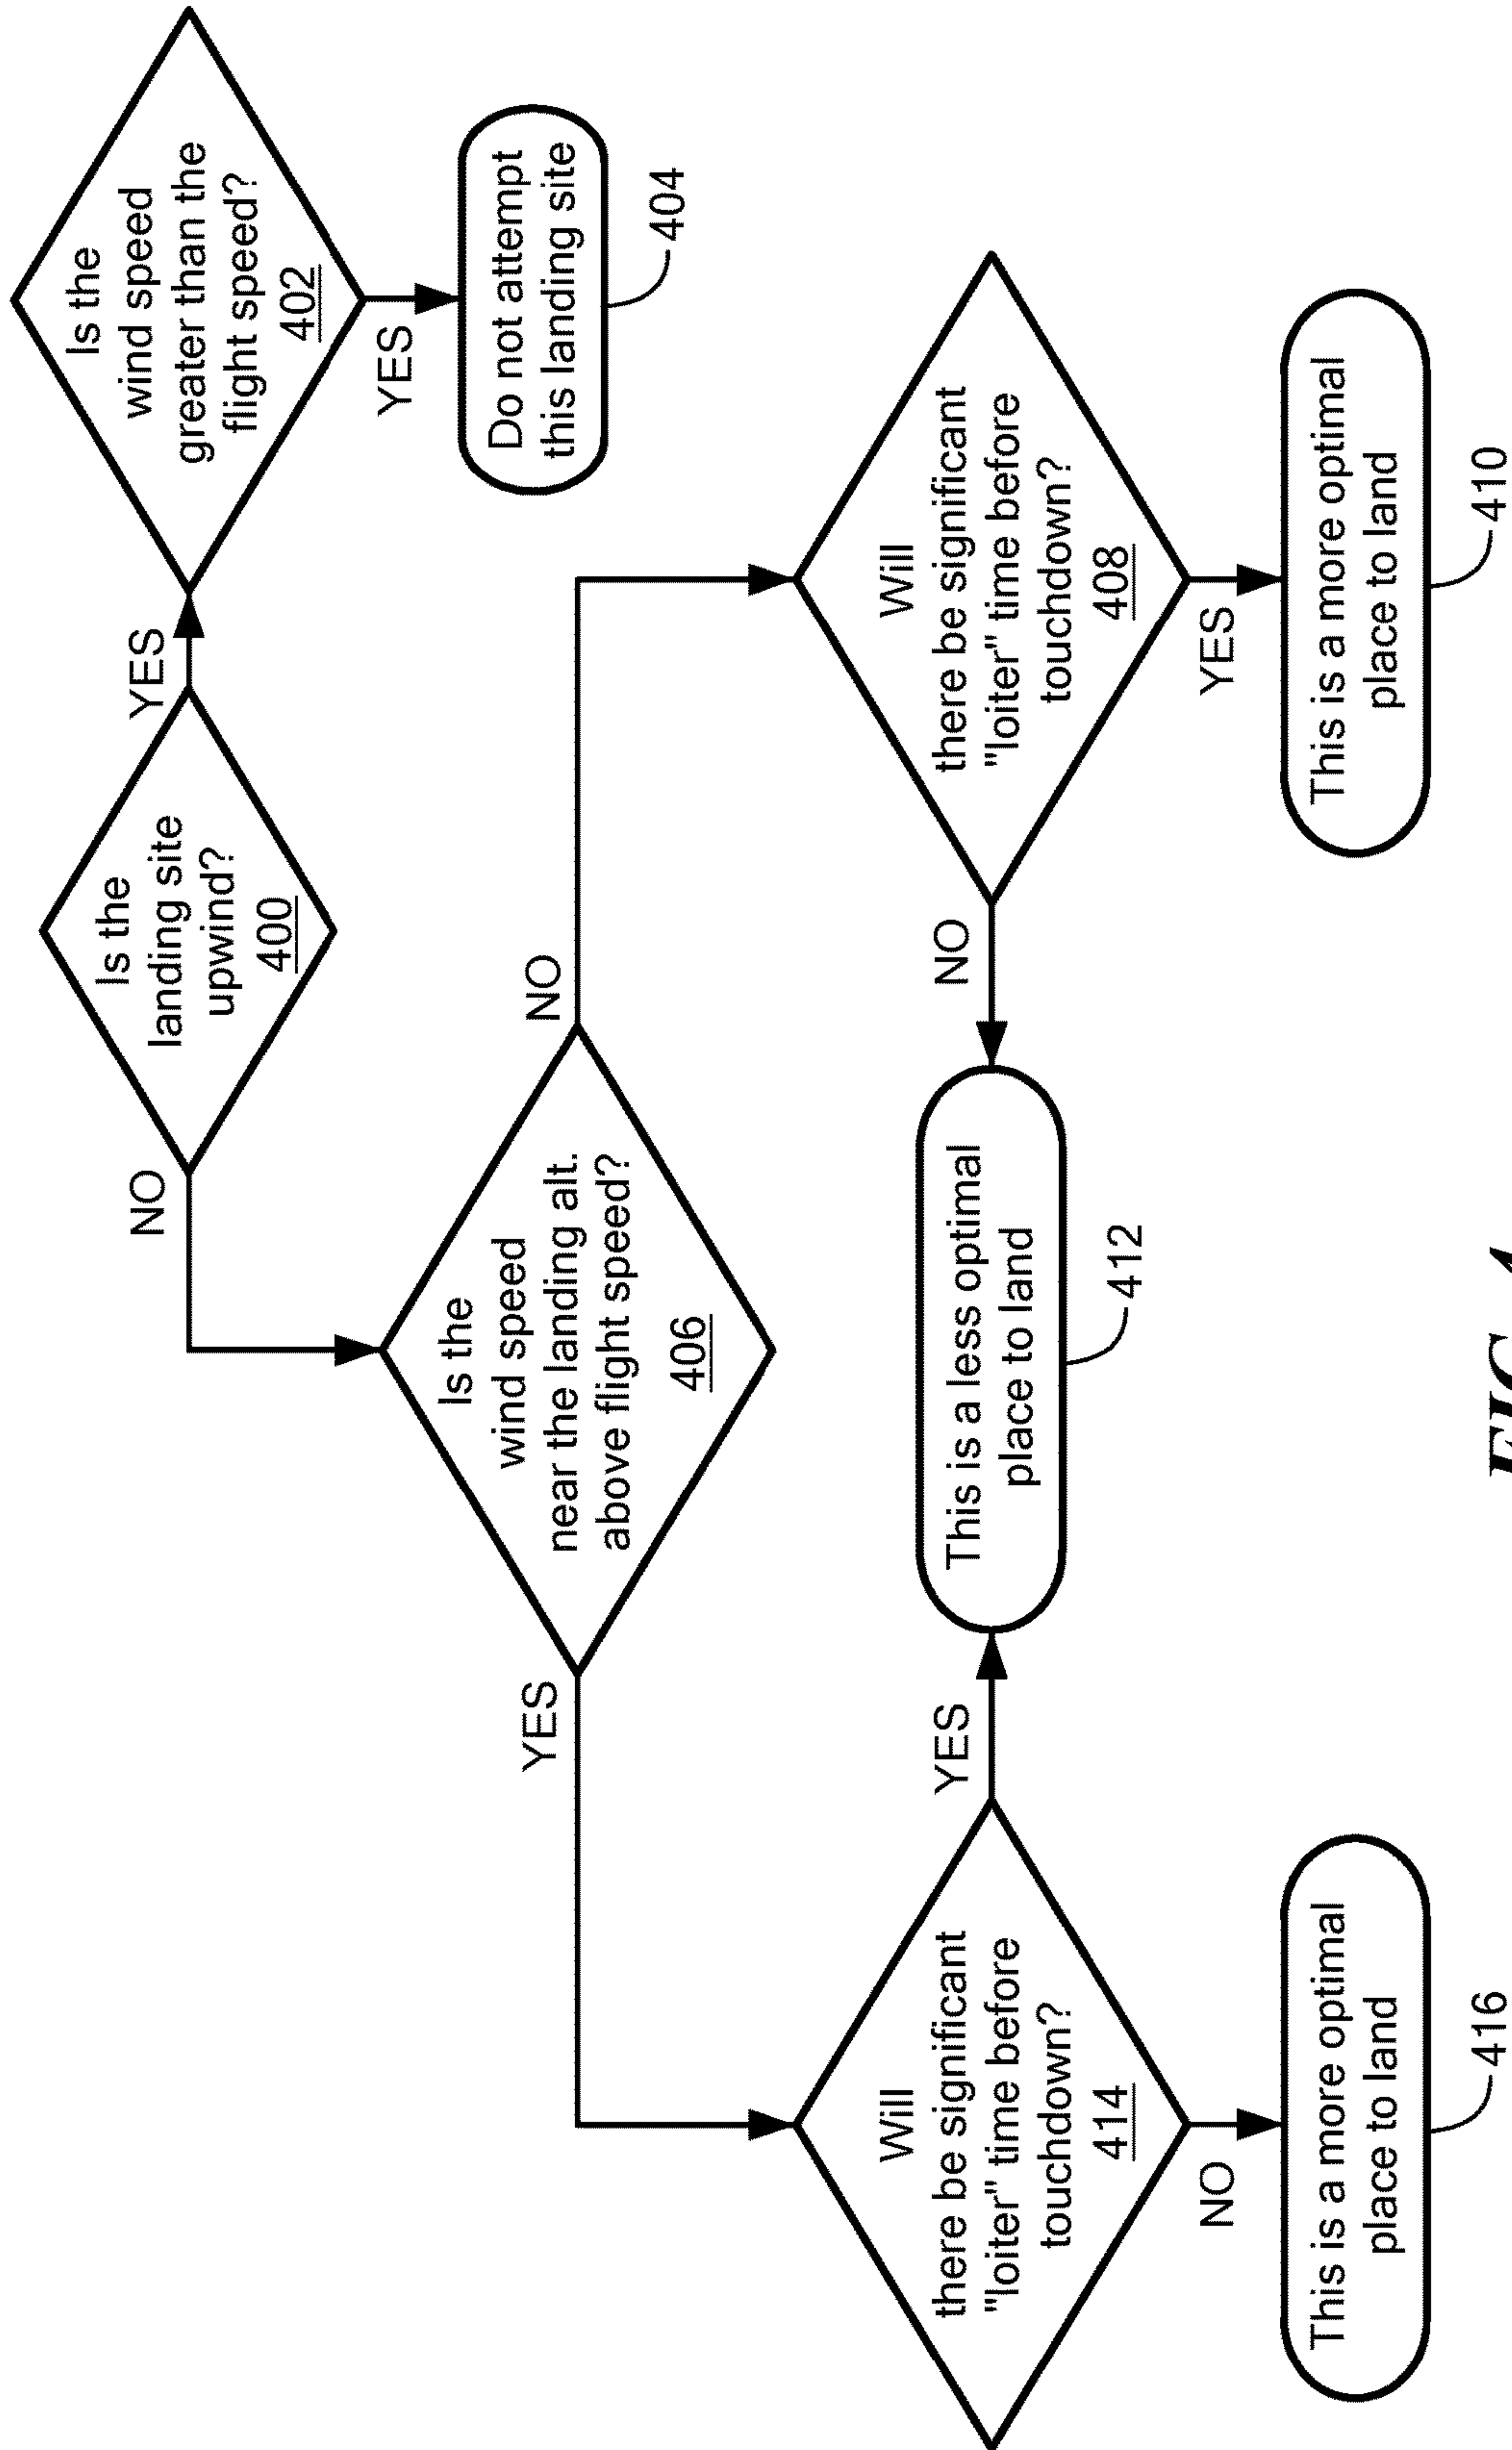 Is the
landing site
upwind?
400
YES
Is the
wind speed
greater than the
flight speed?
402
YES
Do not attempt
this landing site
404
NO
Is the
wind speed
near the landing alt.
above flight speed?
406
NO
Will
there be significant
"loiter" time before
touchdown?
408
YES
This is a more optimal
place to land
410
NO
This is a less optimal
place to land
412
YES
Will
there be significant
"loiter" time before
touchdown?
414
YES
NO
This is a more optimal
place to land
416